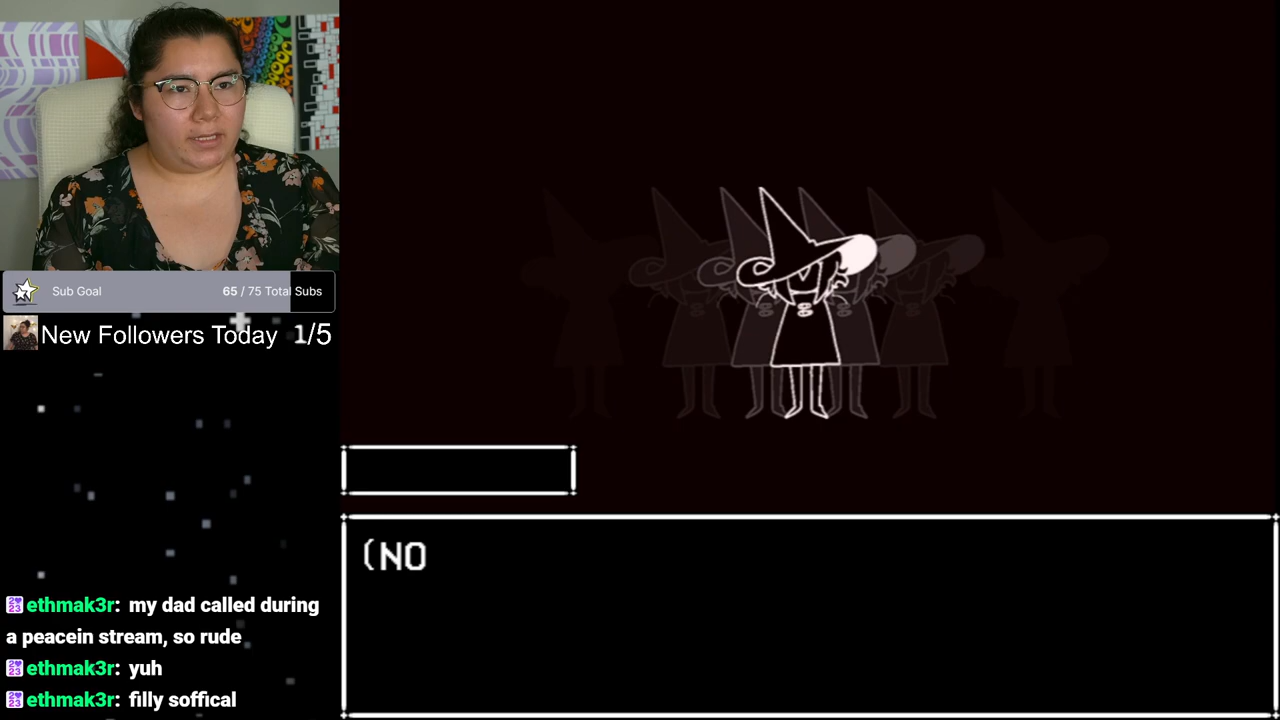 Sub Goal 65 / 75 Total Subs
New Followers Today 1/5
(NO
ethmak3r: my dad called during
a peacein stream, so rude
ethmak3r: yuh
ethmak3r: filly soffical